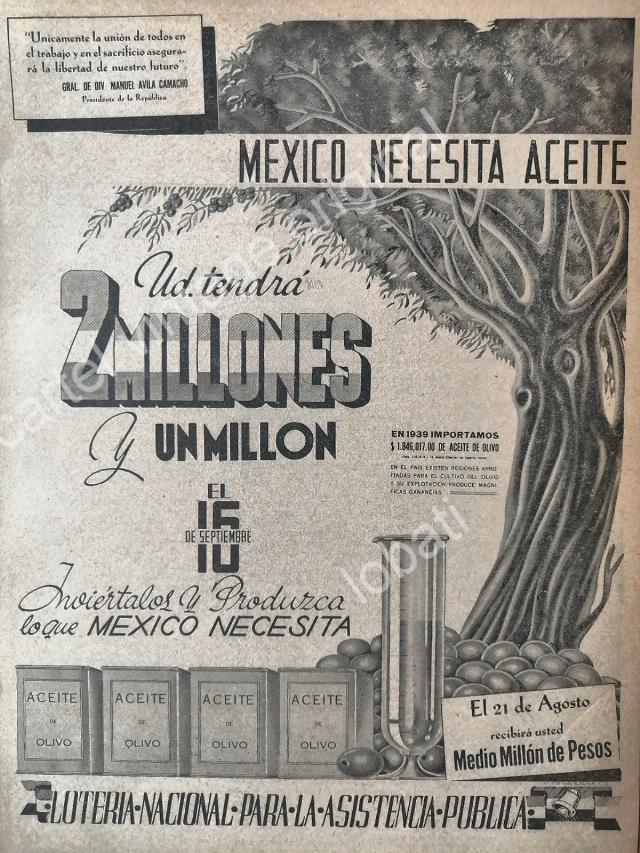 "Unicamente la unión de todos en
el trabajo y en el sacrificio asegura-
rá la libertad de nuestro futuro".
GRAL. DE DIV. MANUEL AVILA CAMACHO
Presidente de la República
MEXICO NECESITA ACEITE
Ud. tendrá
2 MILLONES
y UN MILLON
EL
16
DE SEPTIEMBRE
EN 1939 IMPORTAMOS
$ 1.846,017.00 DE ACEITE DE OLIVO
EN EL PAIS EXISTEN REGIONES APRO
PIADAS PARA EL CULTIVO DEL OLIVO
Y SU EXPLOTACION PRODUCE MAGNI
FICAS GANANCIAS
Inviértalos y Produzca
lo que MEXICO NECESITA
ACEITE DE OLIVO
ACEITE DE OLIVO
ACEITE DE OLIVO
ACEITE DE OLIVO
El 21 de Agosto
recibirá usted
Medio Millón de Pesos
LOTERIA·NACIONAL·PARA·LA·ASISTENCIA·PUBLICA
cartel vintage original
lobati